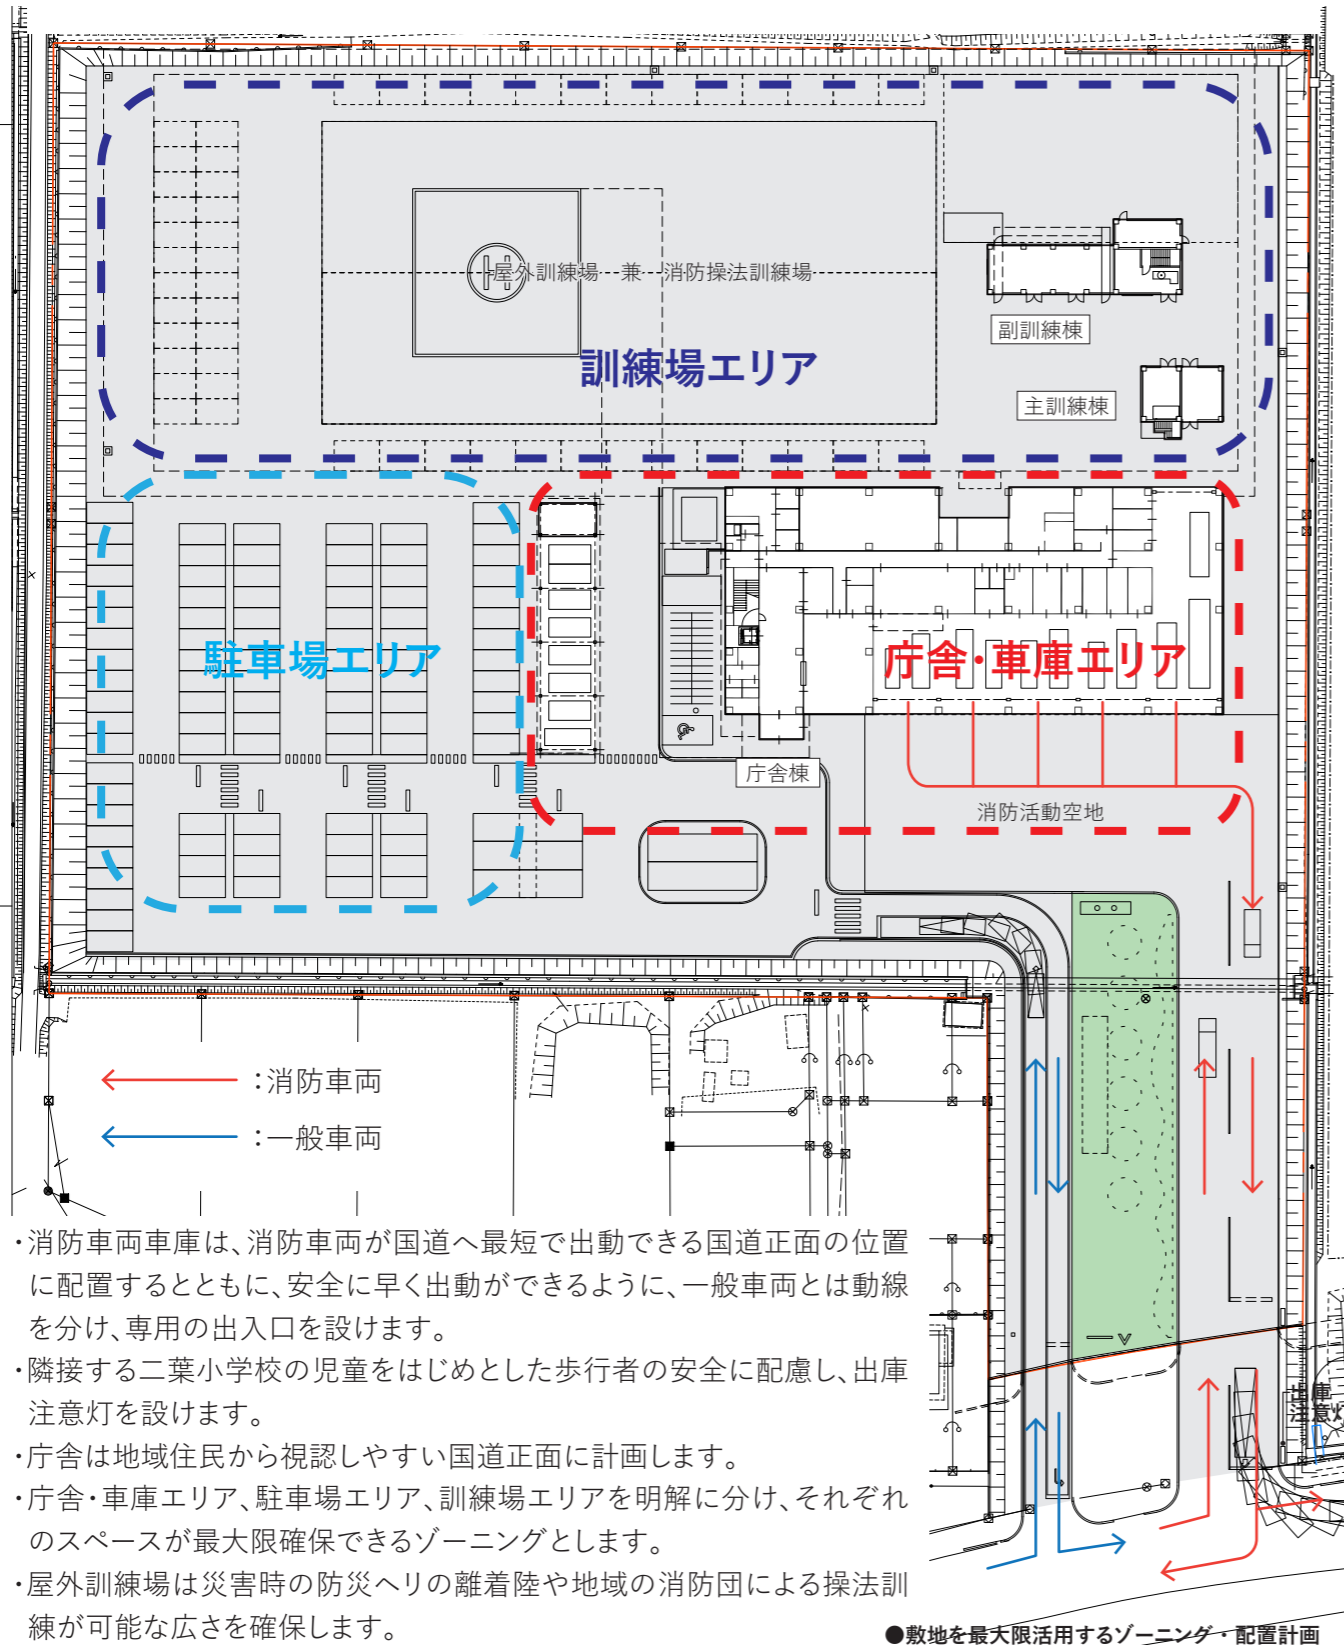 屋外訓練場 兼 消防操法訓練場
副訓練棟
訓練場エリア
主訓練棟
駐車場エリア
庁舎・車庫エリア
庁舎棟
消防活動空地
：消防車両
：一般車両
・消防車両車庫は、消防車両が国道へ最短で出動できる国道正面の位置
に配置するとともに、安全に早く出動ができるように、一般車両とは動線
を分け、専用の出入口を設けます。
・隣接する二葉小学校の児童をはじめとした歩行者の安全に配慮し、出庫
注意灯を設けます。
・庁舎は地域住民から視認しやすい国道正面に計画します。
・庁舎・車庫エリア、駐車場エリア、訓練場エリアを明解に分け、それぞれ
のスペースが最大限確保できるゾーニングとします。
・屋外訓練場は災害時の防災ヘリの離着陸や地域の消防団による操法訓
練が可能な広さを確保します。
出庫
注意灯
●敷地を最大限活用するゾーニング・配置計画